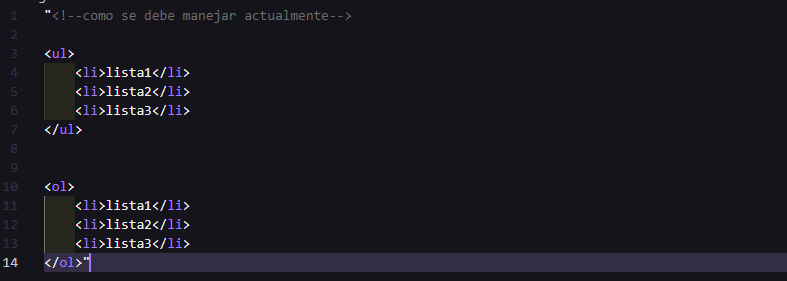 1 "<!--como se debe manejar actualmente-->
2
3 <ul>
4 <li>lista1</li>
5 <li>lista2</li>
6 <li>lista3</li>
7 </ul>
8
9
10 <ol>
11 <li>lista1</li>
12 <li>lista2</li>
13 <li>lista3</li>
14 </ol>"